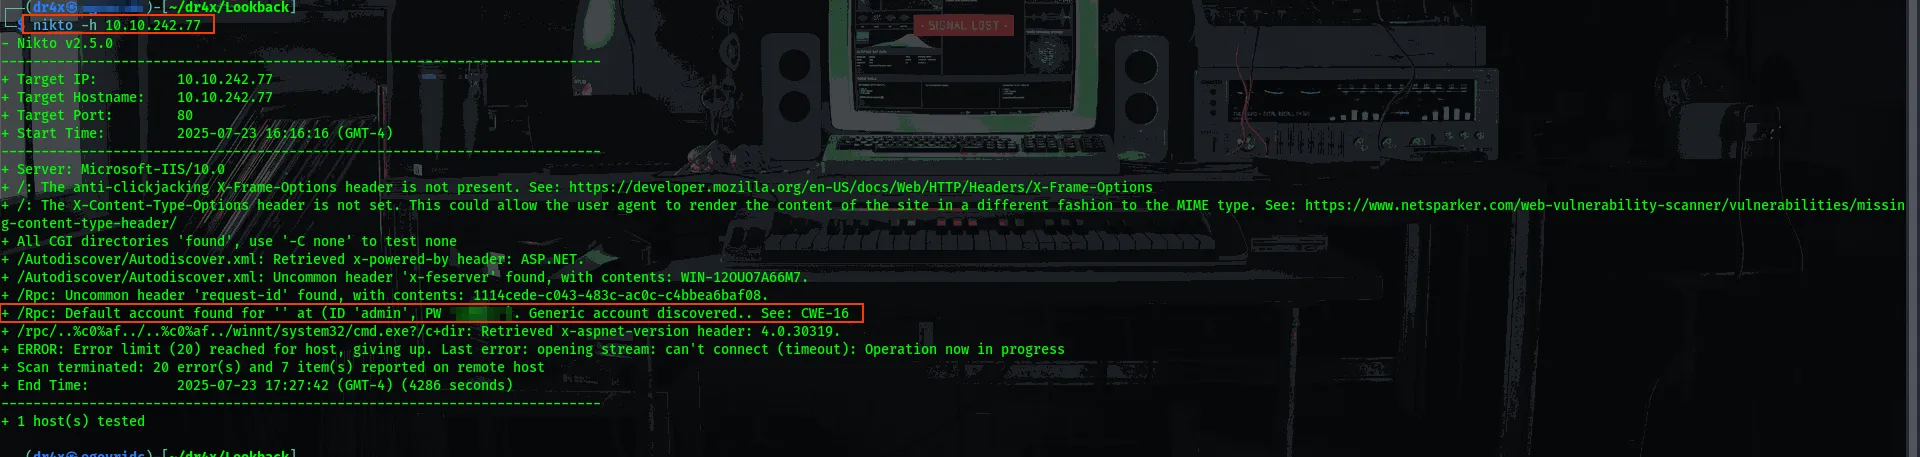 (dr4x㉿ )-[~/dr4x/Lookback]
$ nikto -h 10.10.242.77
- Nikto v2.5.0
---------------------------------------------------------------------------
+ Target IP:          10.10.242.77
+ Target Hostname:    10.10.242.77
+ Target Port:        80
+ Start Time:         2025-07-23 16:16:16 (GMT-4)
---------------------------------------------------------------------------
+ Server: Microsoft-IIS/10.0
+ /: The anti-clickjacking X-Frame-Options header is not present. See: https://developer.mozilla.org/en-US/docs/Web/HTTP/Headers/X-Frame-Options
+ /: The X-Content-Type-Options header is not set. This could allow the user agent to render the content of the site in a different fashion to the MIME type. See: https://www.netsparker.com/web-vulnerability-scanner/vulnerabilities/missin
g-content-type-header/
+ All CGI directories 'found', use '-C none' to test none
+ /Autodiscover/Autodiscover.xml: Retrieved x-powered-by header: ASP.NET.
+ /Autodiscover/Autodiscover.xml: Uncommon header 'x-feserver' found, with contents: WIN-12OUO7A66M7.
+ /Rpc: Uncommon header 'request-id' found, with contents: 1114cede-c043-483c-ac0c-c4bbea6baf08.
+ /Rpc: Default account found for '' at (ID 'admin', PW . Generic account discovered.. See: CWE-16
+ /rpc/..%c0%af../..%c0%af../winnt/system32/cmd.exe?/c+dir: Retrieved x-aspnet-version header: 4.0.30319.
+ ERROR: Error limit (20) reached for host, giving up. Last error: opening stream: can't connect (timeout): Operation now in progress
+ Scan terminated: 20 error(s) and 7 item(s) reported on remote host
+ End Time:           2025-07-23 17:27:42 (GMT-4) (4286 seconds)
---------------------------------------------------------------------------
+ 1 host(s) tested
- SIGNAL LOST -